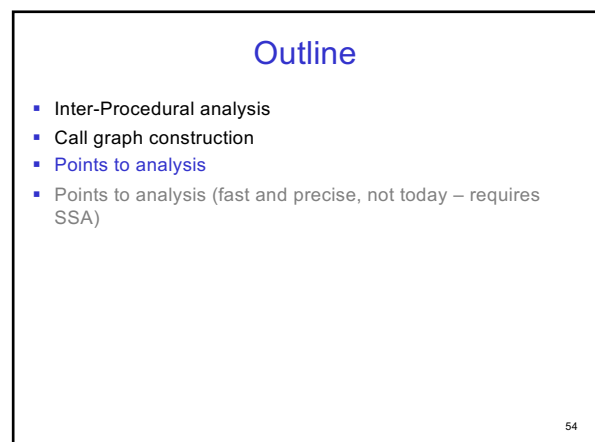 Outline
▪ Inter-Procedural analysis
▪ Call graph construction
▪ Points to analysis
▪ Points to analysis (fast and precise, not today – requires
SSA)
54